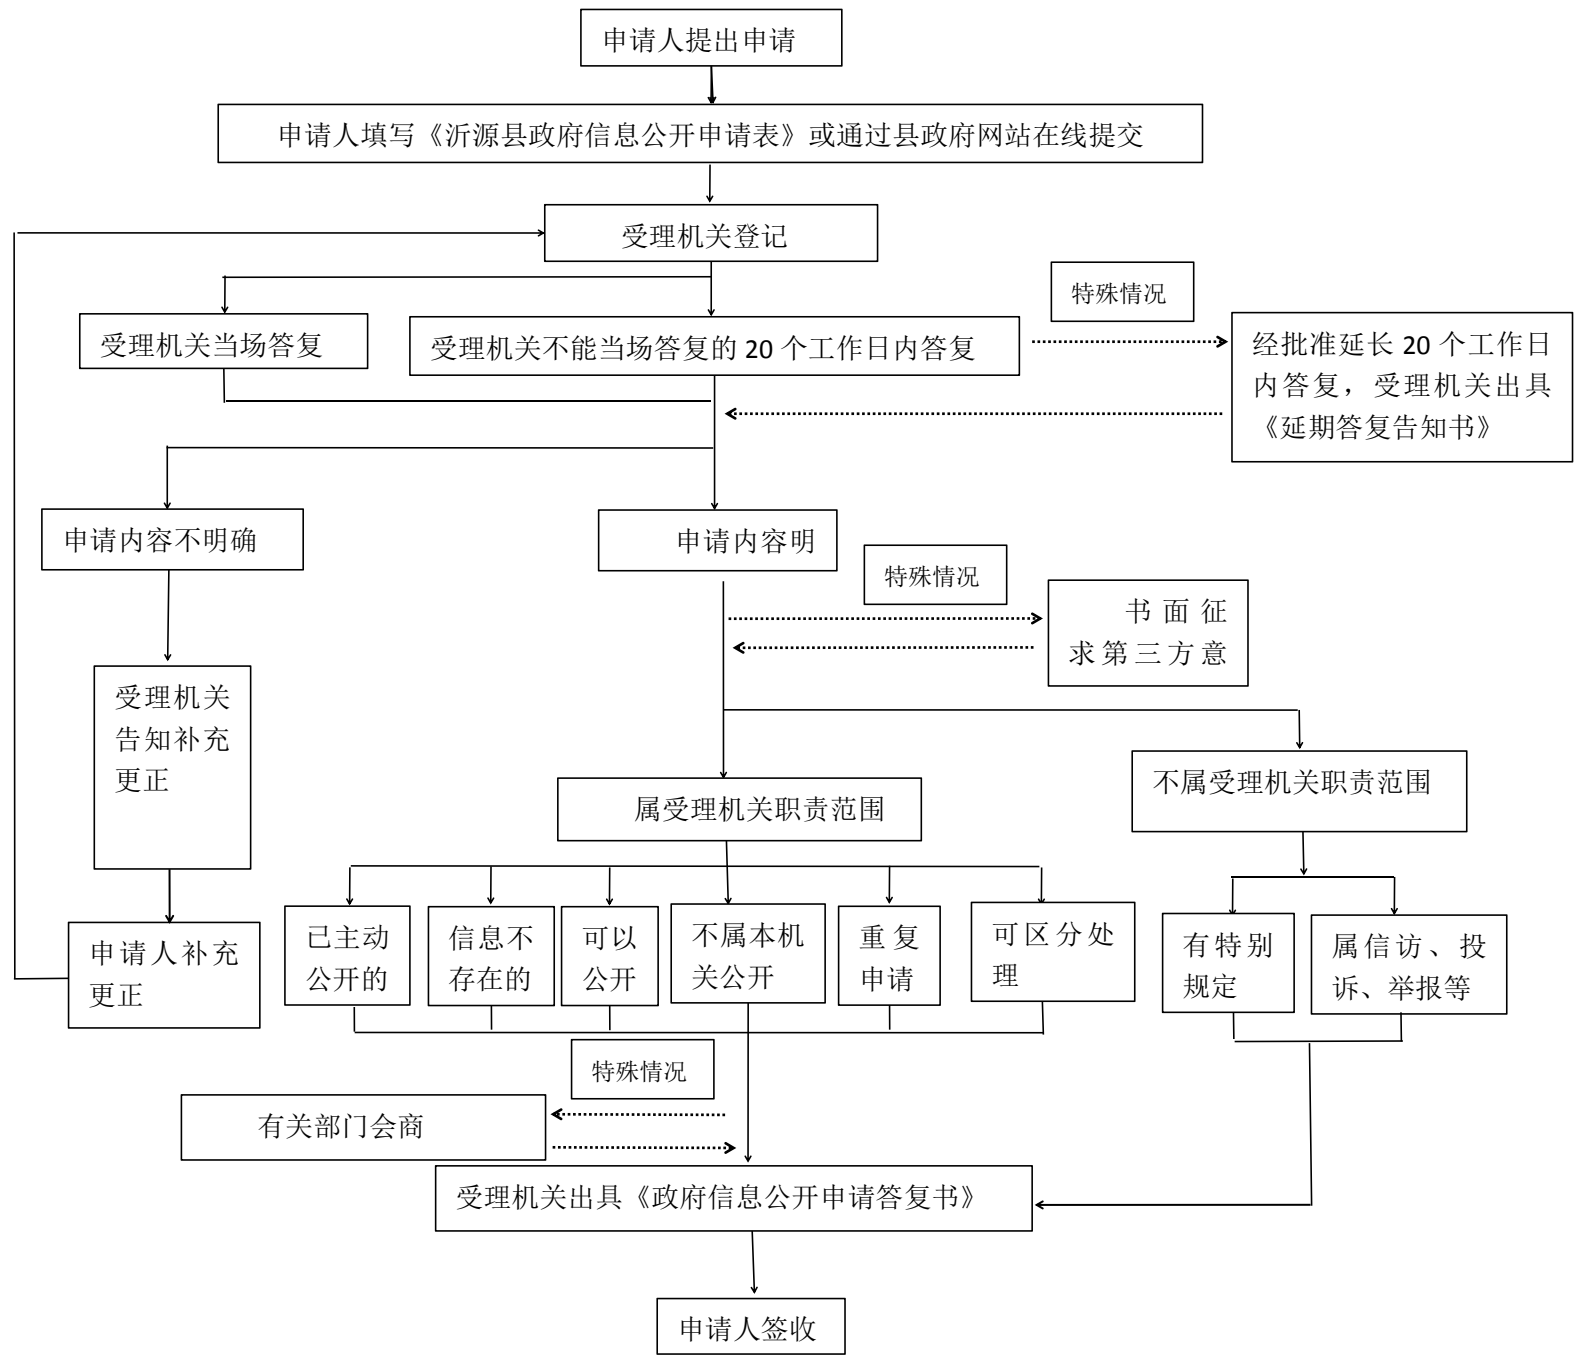 申请人提出申请
申请人填写《沂源县政府信息公开申请表》或通过县政府网站在线提交
受理机关登记
特殊情况
受理机关当场答复
受理机关不能当场答复的 20 个工作日内答复
经批准延长 20 个工作日
内答复，受理机关出具
《延期答复告知书》
申请内容不明确
申请内容明
特殊情况
书面征
求第三方意
受理机关
告知补充
更正
属受理机关职责范围
不属受理机关职责范围
申请人补充
更正
已主动
公开的
信息不
存在的
可以
公开
不属本机
关公开
重复
申请
可区分处
理
有特别
规定
属信访、投
诉、举报等
特殊情况
有关部门会商
受理机关出具《政府信息公开申请答复书》
申请人签收